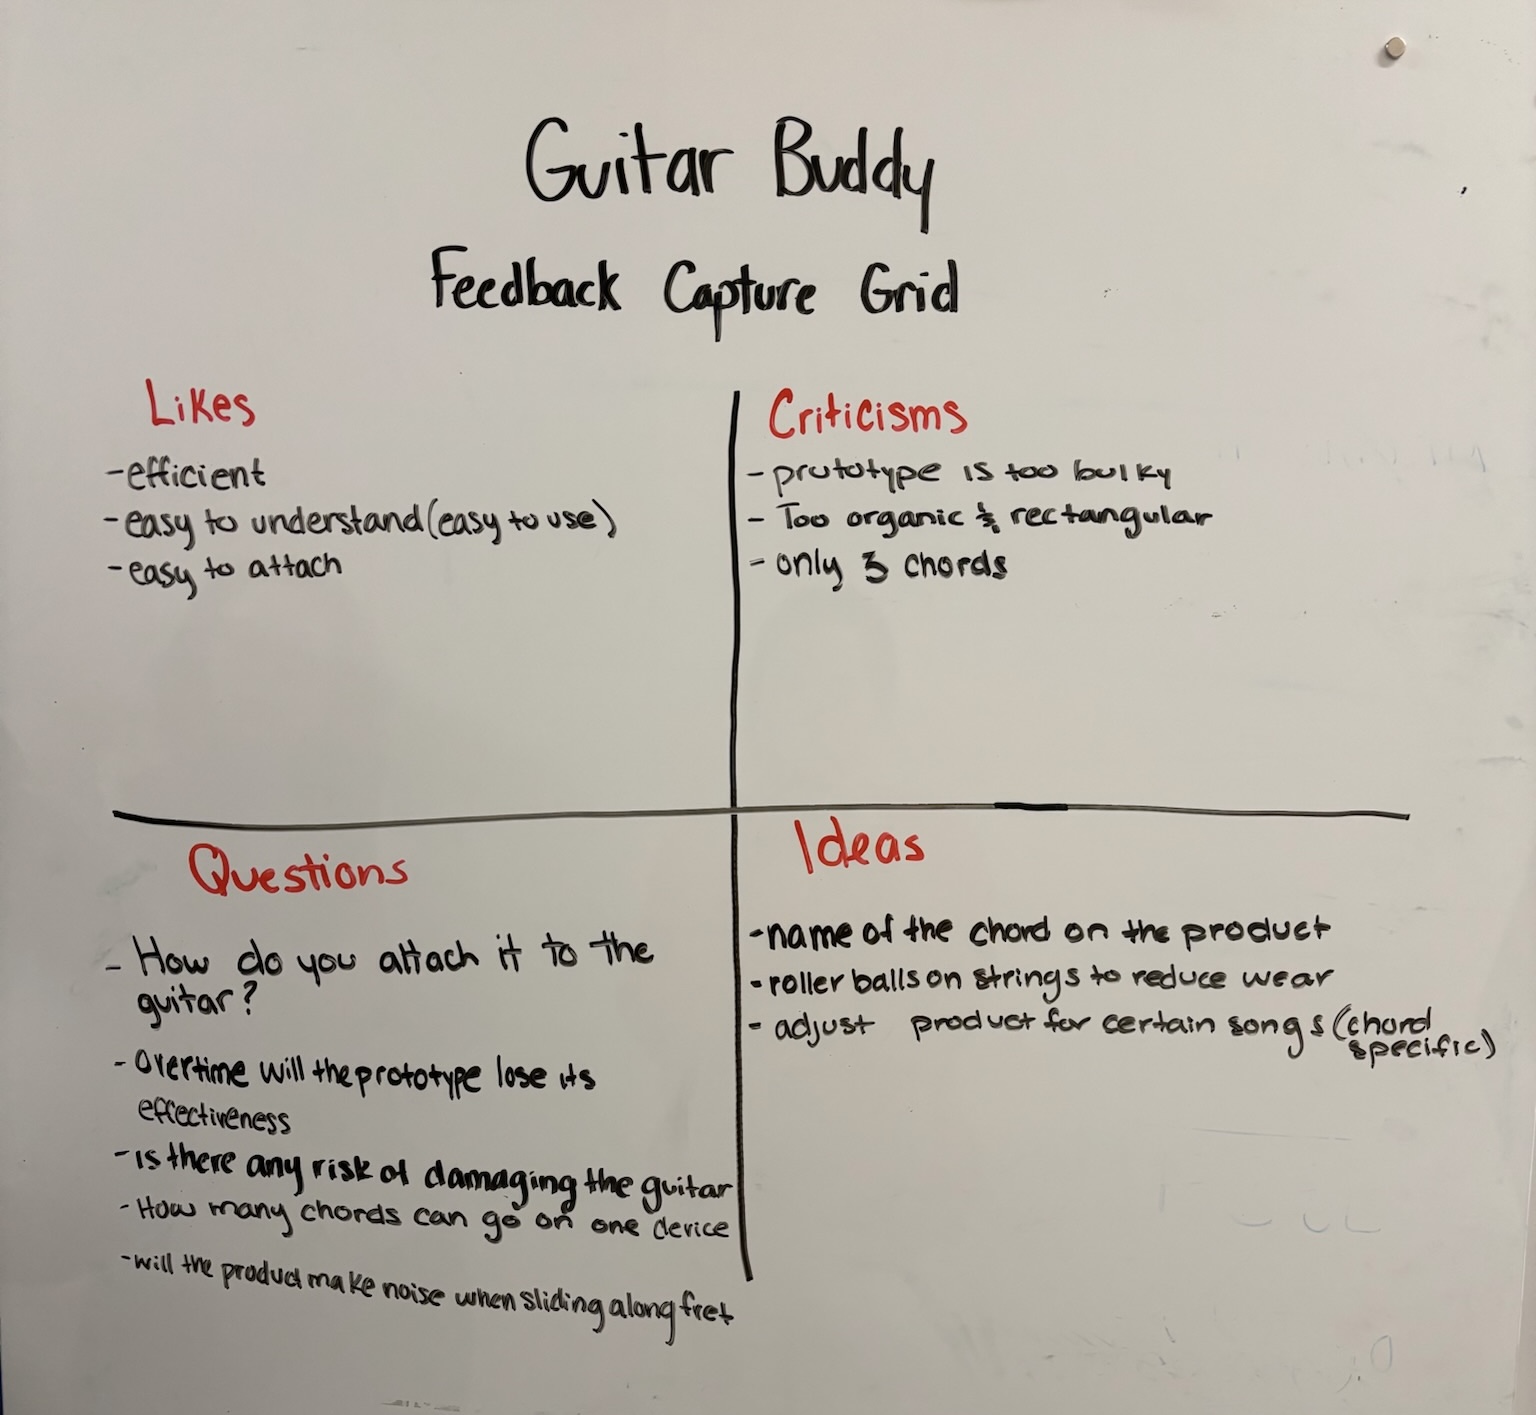 Guitar Buddy
Feedback Capture Grid
Likes
-efficient
-easy to understand (easy to use)
-easy to attach
Criticisms
- prototype is too bulky
- Too organic & rectangular
- only 3 chords
Questions
- How do you attach it to the
guitar?
- Overtime will the prototype lose its
effectiveness
- is there any risk of damaging the guitar
- How many chords can go on one device
- will the product make noise when sliding along fret
Ideas
-name of the chord on the product
-roller balls on strings to reduce wear
- adjust product for certain songs (chord
specific)